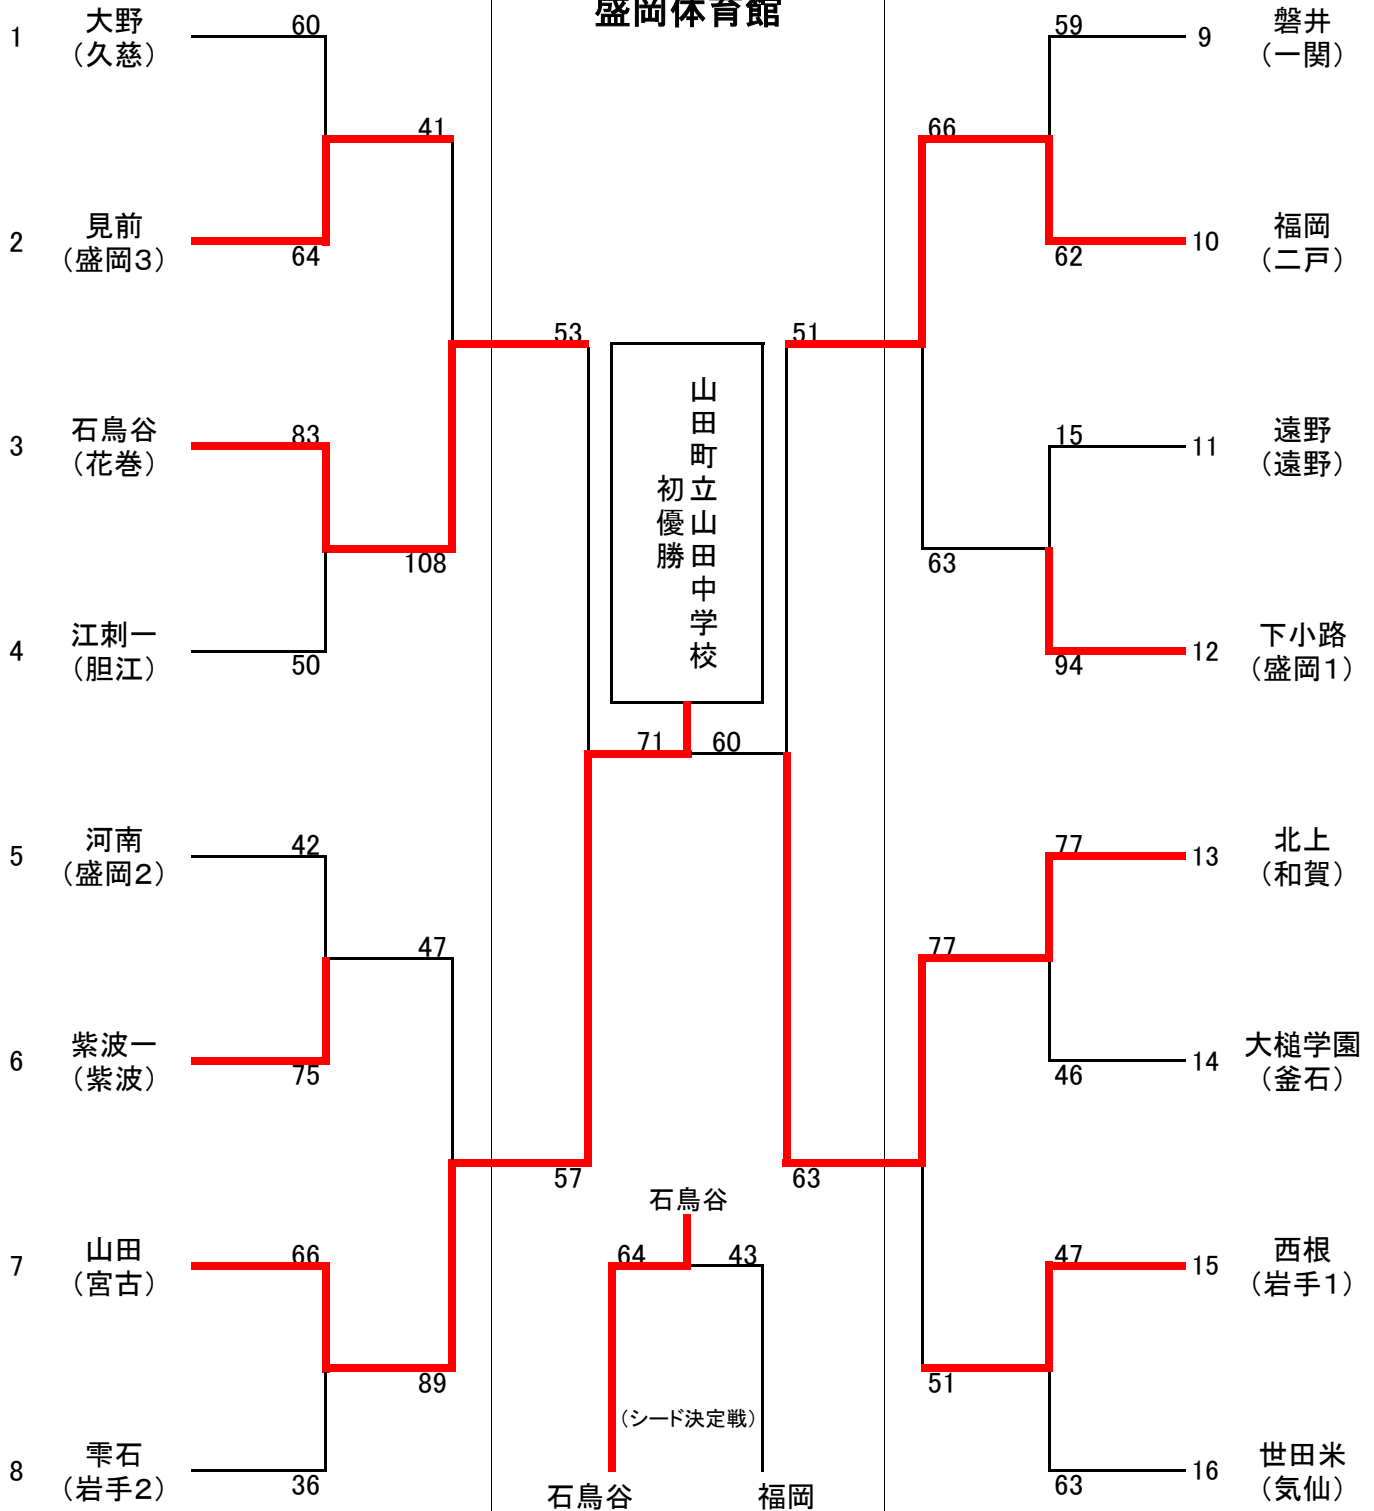 盛岡体育館
1
大野
（久慈）
60
41
2
見前
（盛岡3）
64
53
3
石鳥谷
（花巻）
83
108
4
江刺一
（胆江）
50
5
河南
（盛岡2）
42
47
6
紫波一
（紫波）
75
57
7
山田
（宮古）
66
89
8
雫石
（岩手2）
36
山田町立山田中学校
初優勝
71
60
石鳥谷
64
43
（シード決定戦）
石鳥谷
福岡
59
9
磐井
（一関）
66
62
10
福岡
（二戸）
51
15
11
遠野
（遠野）
63
94
12
下小路
（盛岡1）
77
13
北上
（和賀）
77
46
14
大槌学園
（釜石）
63
47
15
西根
（岩手1）
51
63
16
世田米
（気仙）